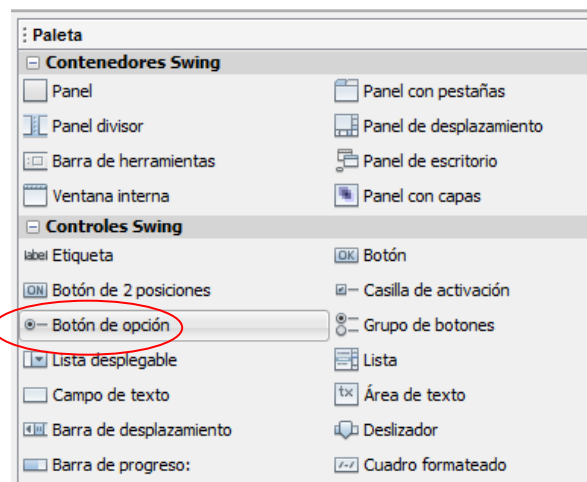 Paleta
Contenedores Swing
Panel Panel con pestañas
Panel divisor Panel de desplazamiento
Barra de herramientas Panel de escritorio
Ventana interna Panel con capas
Controles Swing
label Etiqueta OK Botón
ON Botón de 2 posiciones Casilla de activación
Botón de opción Grupo de botones
Lista desplegable Lista
Campo de texto tx Área de texto
Barra de desplazamiento Deslizador
Barra de progreso: Cuadro formateado